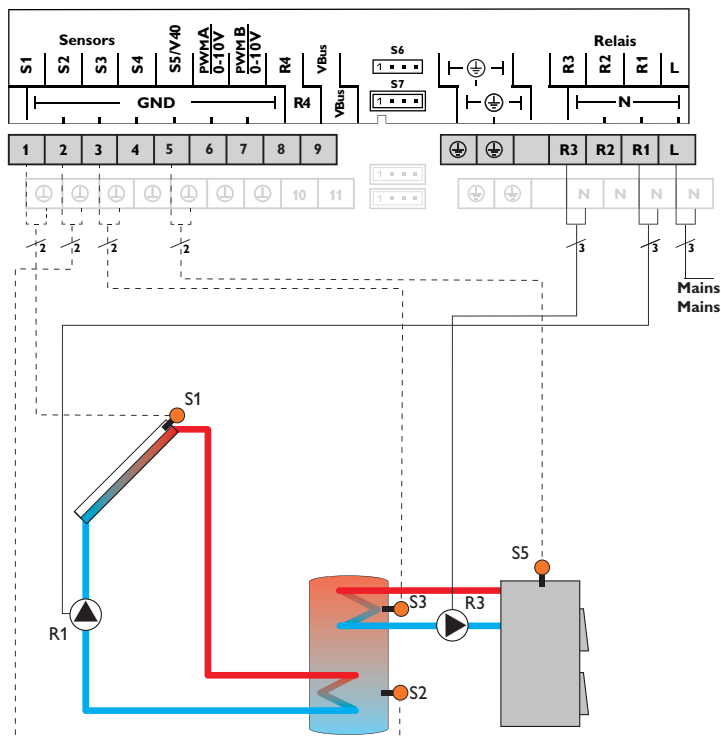 Sensors
Relais
S1
S2
S3
S4
S5/V40
PWM A
0-10V
PWM B
0-10V
R4
VBus
S6
1
S7
1
R3
R2
R1
L
GND
R4
VBus
N
1 2 3 4 5 6 7 8 9
R3 R2 R1 L
10 11
1
1
N N N N
2 2 2 2 3 3 3
Mains
Mains
S1
S5
S3
R3
R1
S2